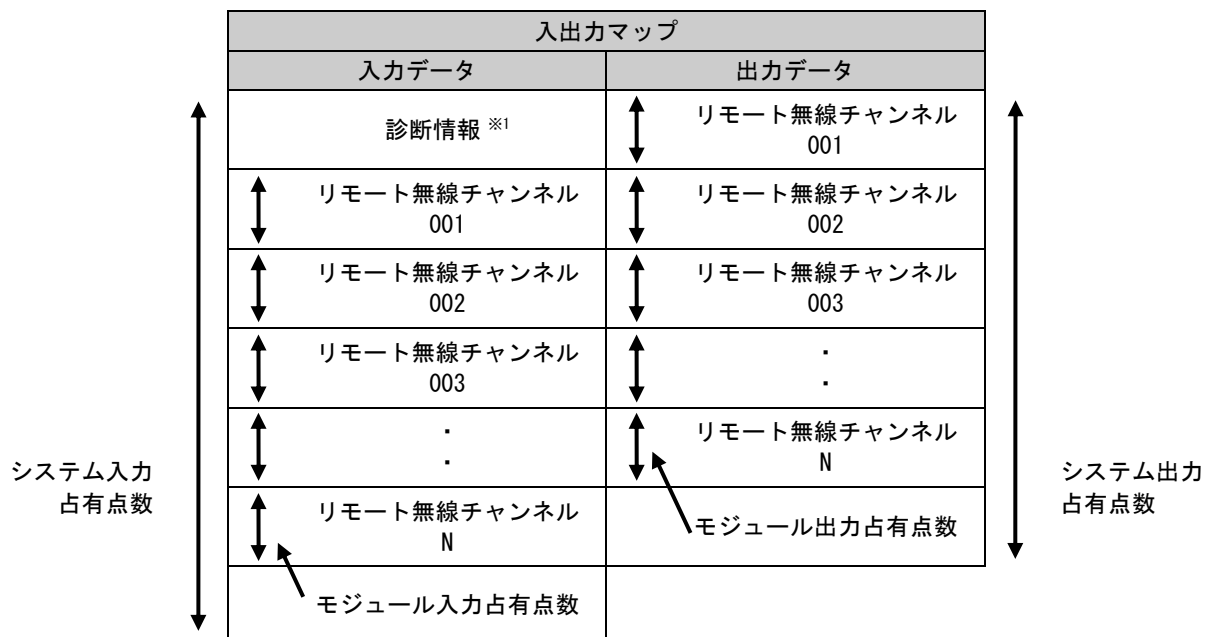 入出力マップ
入力データ
出力データ
診断情報 ※1
リモート無線チャンネル
001
リモート無線チャンネル
001
リモート無線チャンネル
002
リモート無線チャンネル
002
リモート無線チャンネル
003
リモート無線チャンネル
003
・
・
・
・
リモート無線チャンネル
N
システム入力
占有点数
システム出力
占有点数
リモート無線チャンネル
N
モジュール出力占有点数
モジュール入力占有点数